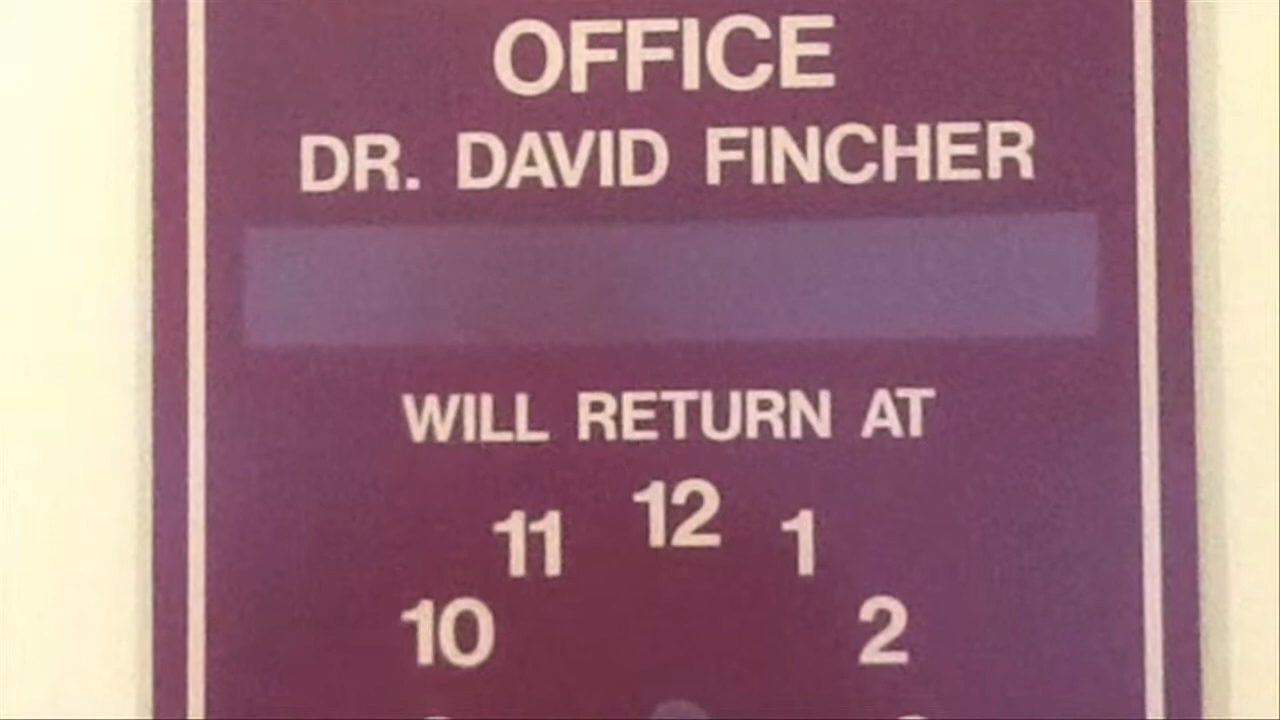 OFFICE
DR. DAVID FINCHER
WILL RETURN AT
12
11 1
10 2